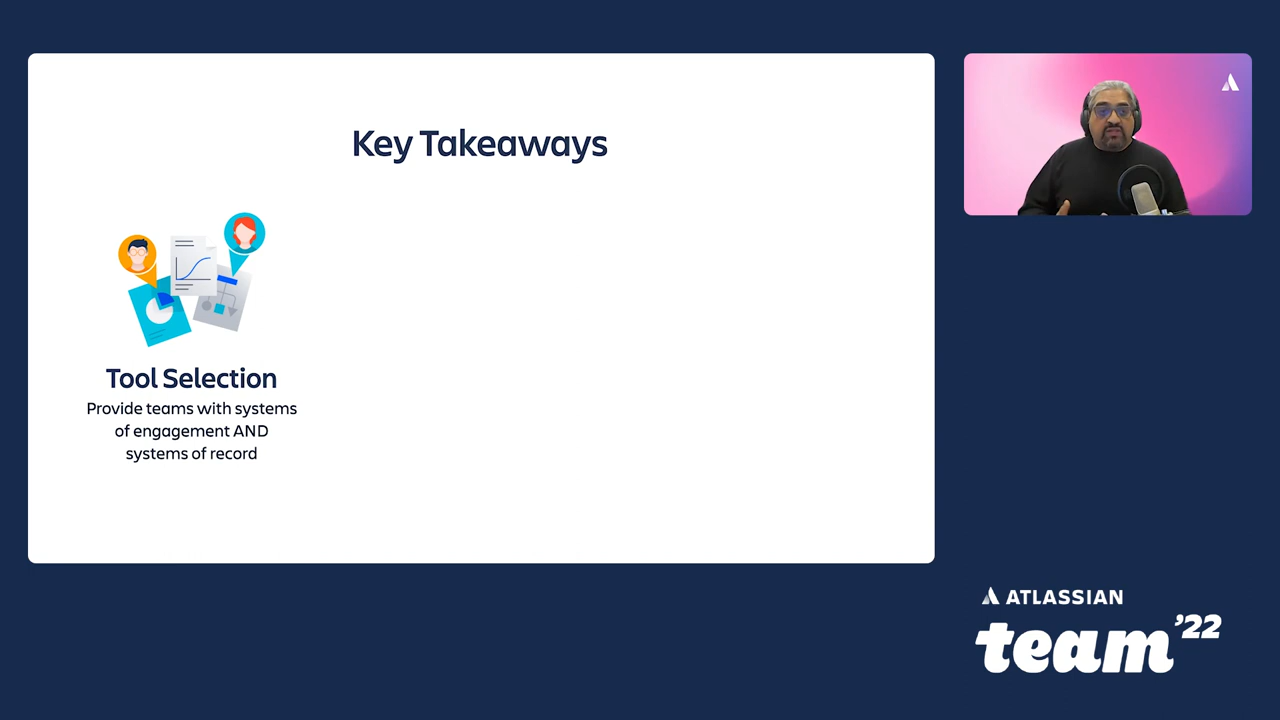 Key Takeaways
Tool Selection
Provide teams with systems
of engagement AND
systems of record
ATLASSIAN
team '22